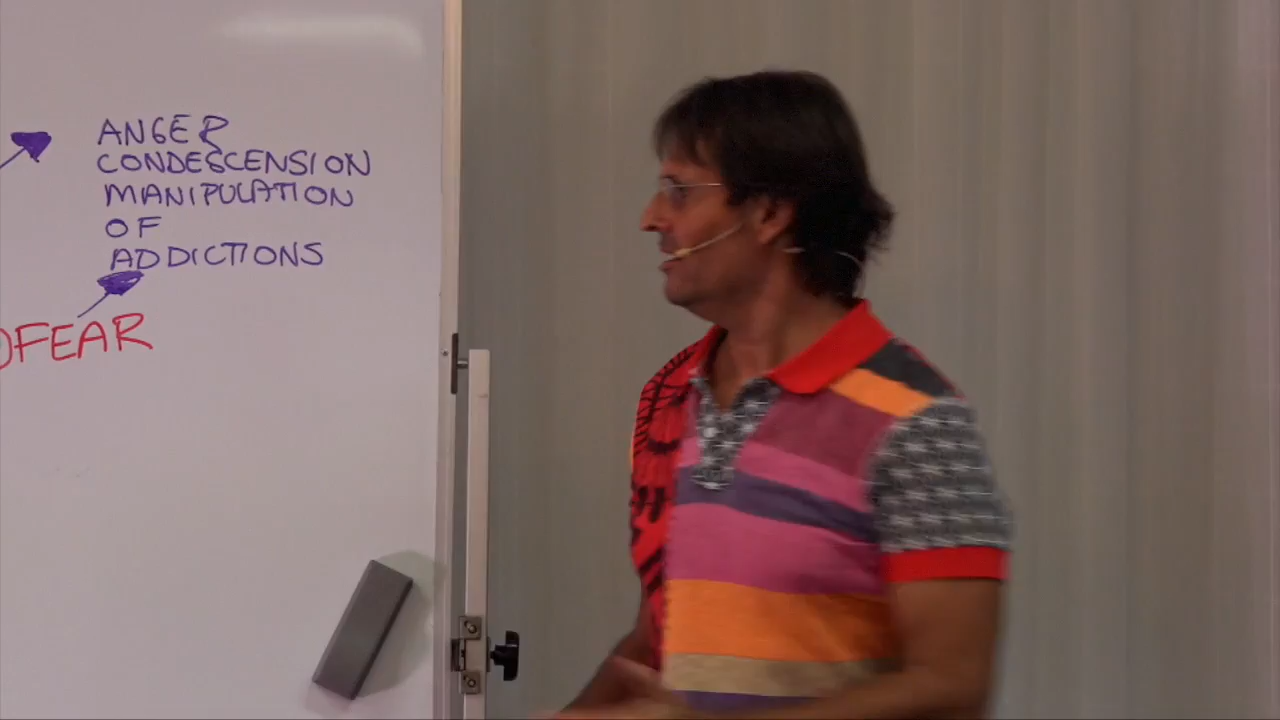 ANGER
CONDESCENSION
MANIPULATION
OF
ADDICTIONS
FEAR